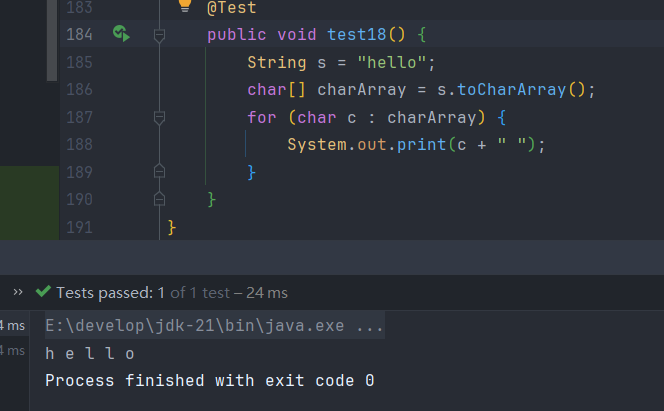 183 @Test
184 public void test18() {
185 String s = "hello";
186 char[] charArray = s.toCharArray();
187 for (char c : charArray) {
188 System.out.print(c + " ");
189 }
190 }
191 }
»
Tests passed: 1 of 1 test – 24 ms
4 ms E:\develop\jdk-21\bin\java.exe ...
4 ms h e l l o
Process finished with exit code 0